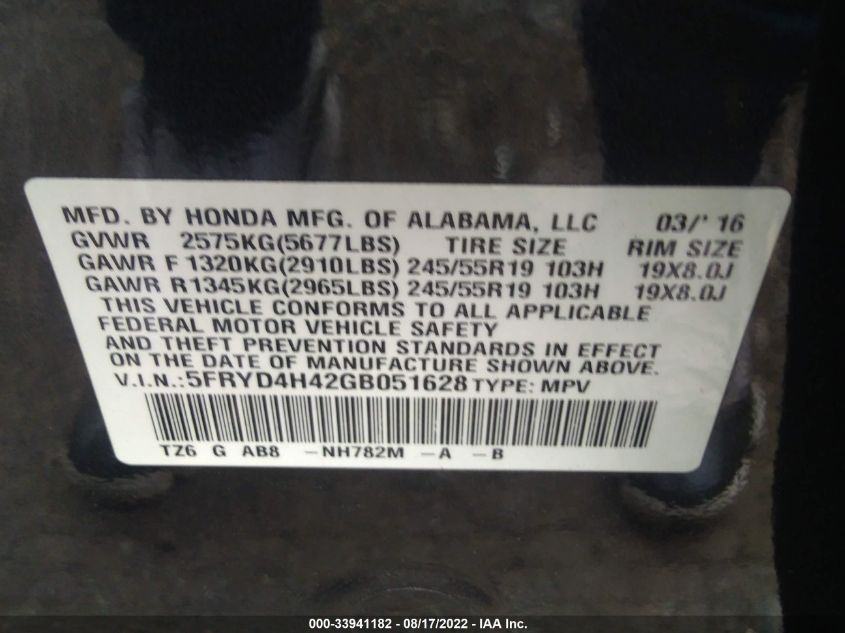 MFD. BY HONDA MFG. OF ALABAMA, LLC 03/' 16
GVWR 2575KG(5677LBS) TIRE SIZE RIM SIZE
GAWR F 1320KG(2910LBS) 245/55R19 103H 19X8.0J
GAWR R1345KG(2965LBS) 245/55R19 103H 19X8.0J
THIS VEHICLE CONFORMS TO ALL APPLICABLE
FEDERAL MOTOR VEHICLE SAFETY
AND THEFT PREVENTION STANDARDS IN EFFECT
ON THE DATE OF MANUFACTURE SHOWN ABOVE.
V.I.N.:5FRYD4H42GB051628 TYPE: MPV
TZ6 G AB8 -NH782M -A -B
000-33941182 - 08/17/2022 - IAA Inc.